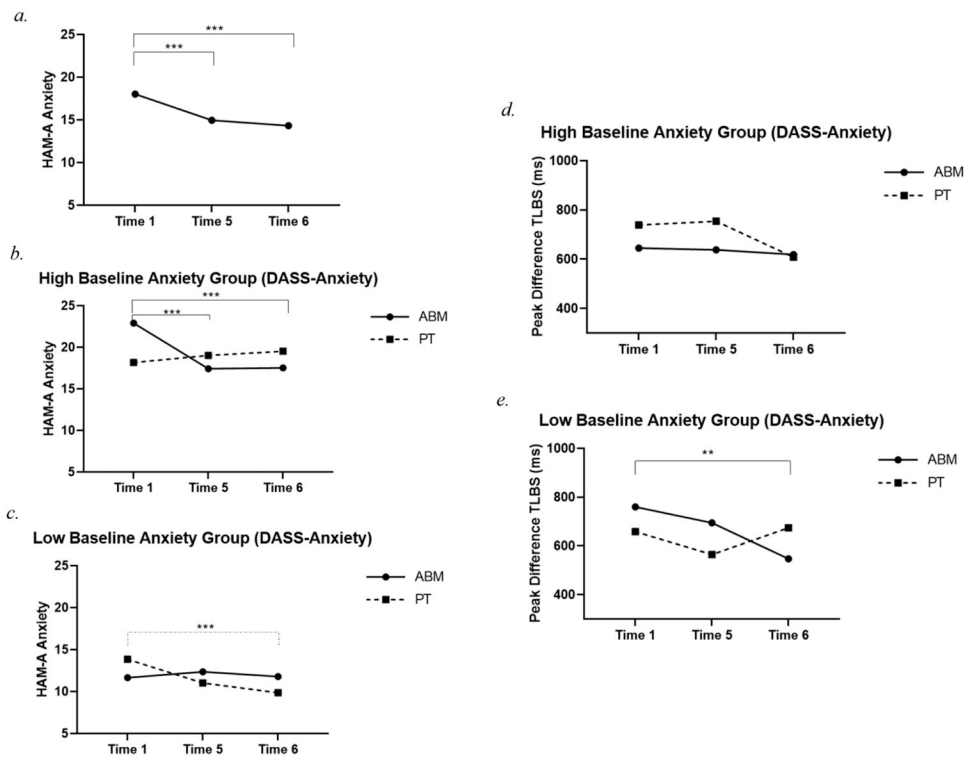 a.
***
***
25
20
15
10
5
HAM-A Anxiety
Time 1 Time 5 Time 6
b.
High Baseline Anxiety Group (DASS-Anxiety)
***
***
25
20
15
10
5
HAM-A Anxiety
Time 1 Time 5 Time 6
ABM
PT
c.
Low Baseline Anxiety Group (DASS-Anxiety)
***
25
20
15
10
5
HAM-A Anxiety
Time 1 Time 5 Time 6
ABM
PT
d.
High Baseline Anxiety Group (DASS-Anxiety)
1000
800
600
400
Peak Difference TLBS (ms)
Time 1 Time 5 Time 6
ABM
PT
e.
Low Baseline Anxiety Group (DASS-Anxiety)
**
1000
800
600
400
Peak Difference TLBS (ms)
Time 1 Time 5 Time 6
ABM
PT